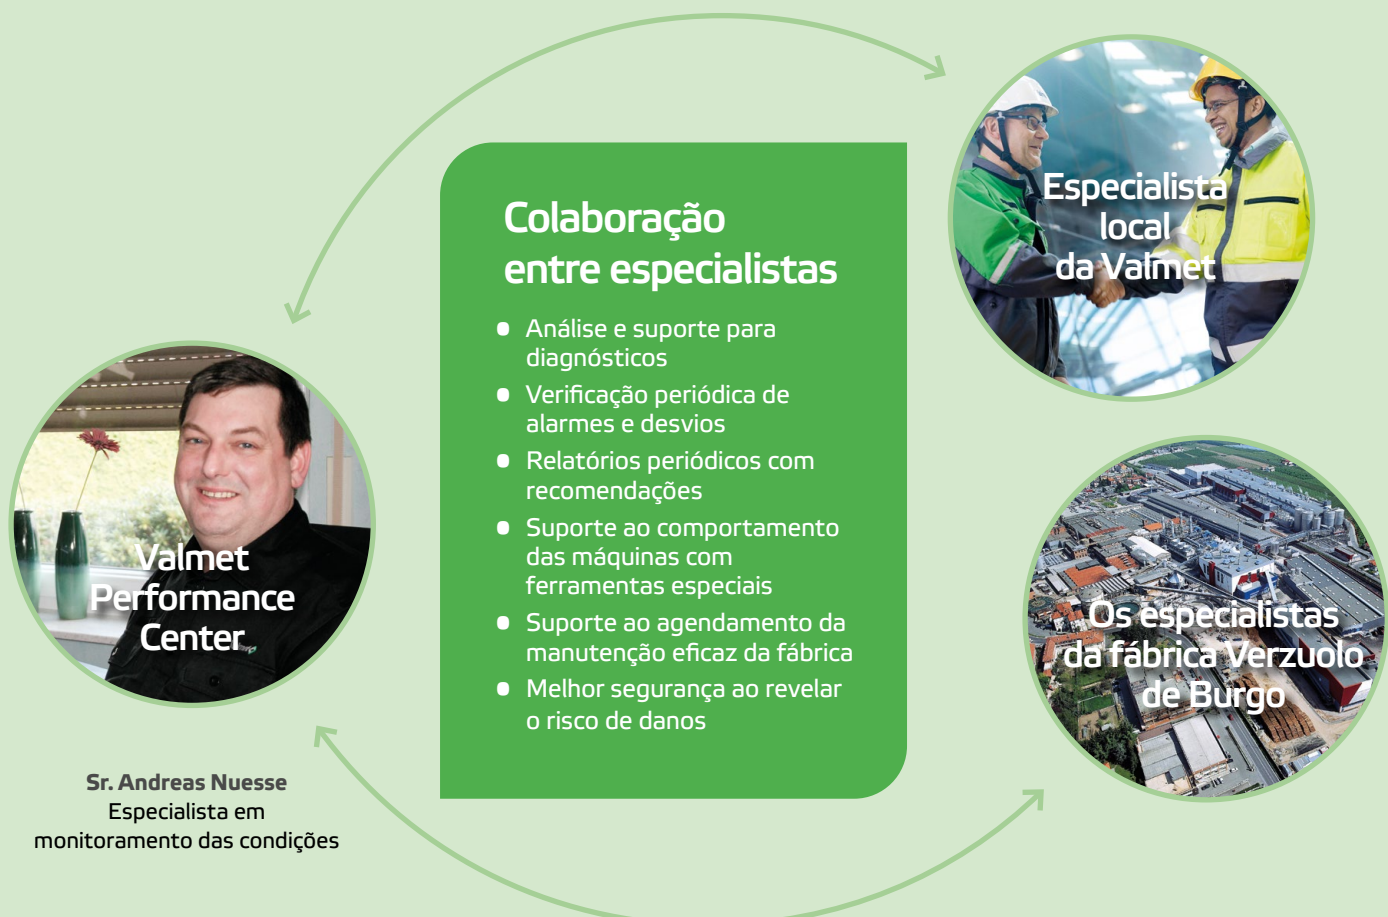 Colaboração
entre especialistas
Análise e suporte para
diagnósticos
Verificação periódica de
alarmes e desvios
Relatórios periódicos com
recomendações
Suporte ao comportamento
das máquinas com
ferramentas especiais
Suporte ao agendamento da
manutenção eficaz da fábrica
Melhor segurança ao revelar
o risco de danos
Especialista
local
da Valmet
Valmet
Performance
Center
Os especialistas
da fábrica Verzuolo
de Burgo
Sr. Andreas Nuesse
Especialista em
monitoramento das condições